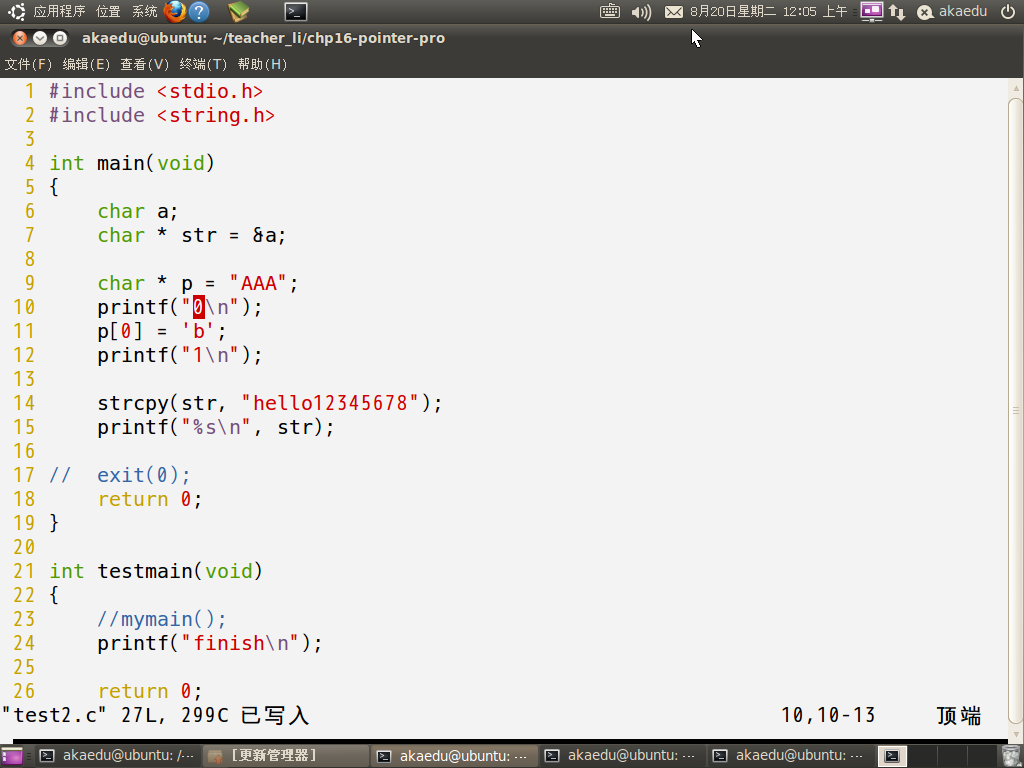 应用程序 位置 系统 8月20日星期二 12:05 上午 akaedu
akaedu@ubuntu: ~/teacher_li/chp16-pointer-pro
文件(F) 编辑(E) 查看(V) 终端(T) 帮助(H)
1 #include <stdio.h>
2 #include <string.h>
3
4 int main(void)
5 {
6     char a;
7     char * str = &a;
8
9     char * p = "AAA";
10     printf("0\n");
11     p[0] = 'b';
12     printf("1\n");
13
14     strcpy(str, "hello12345678");
15     printf("%s\n", str);
16
17 //  exit(0);
18     return 0;
19 }
20
21 int testmain(void)
22 {
23     //mymain();
24     printf("finish\n");
25
26     return 0;
"test2.c" 27L, 299C 已写入 10,10-13 顶端
akaedu@ubuntu: /··· [更新管理器] akaedu@ubuntu: ··· akaedu@ubuntu: ··· akaedu@ubuntu: ···